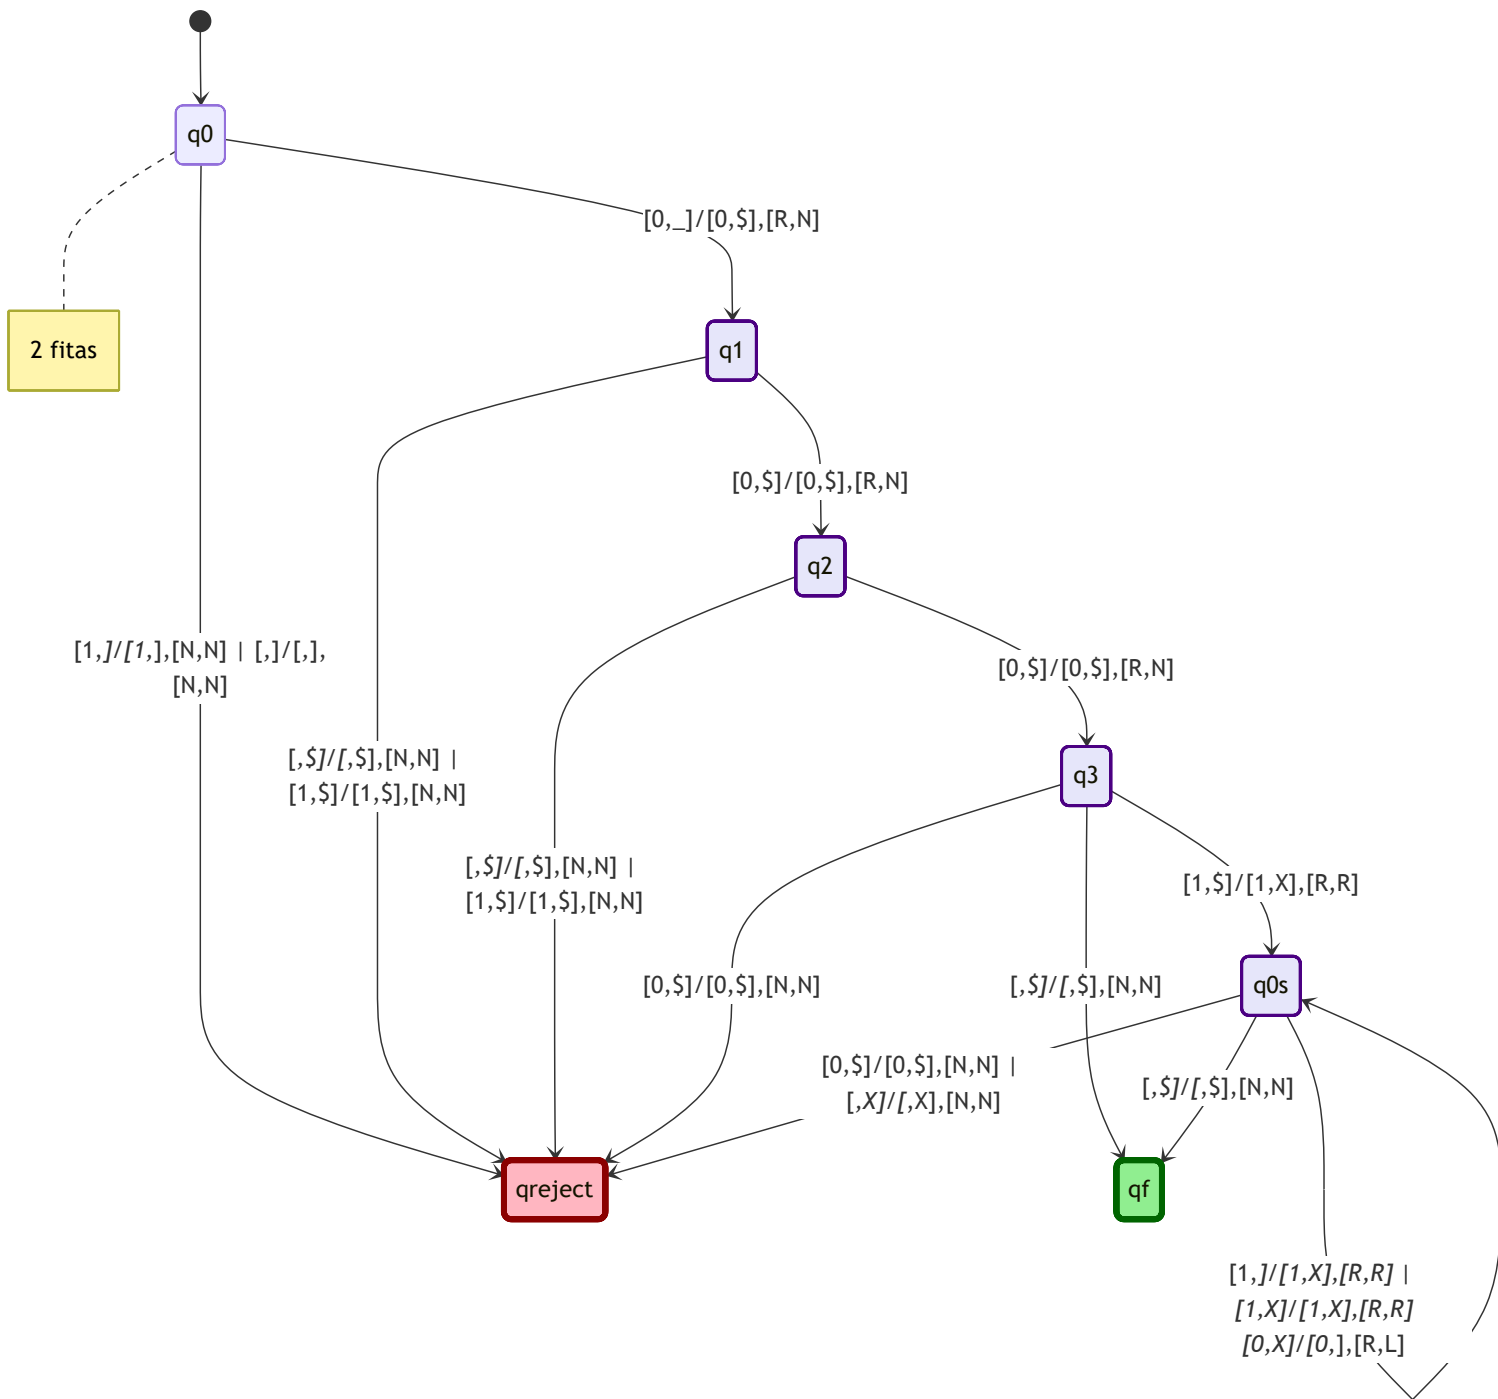 q0
[0,_]/[0,$],[R,N]
2 fitas
q1
[0,$]/[0,$],[R,N]
q2
[1,]/[1,],[N,N] | [,]/[,],
[N,N]
[0,$]/[0,$],[R,N]
[,$]/[,$],[N,N] |
[1,$]/[1,$],[N,N]
q3
[,$]/[,$],[N,N] |
[1,$]/[1,$],[N,N]
[1,$]/[1,X],[R,R]
[0,$]/[0,$],[N,N]
[,$]/[,$],[N,N]
q0s
[0,$]/[0,$],[N,N] |
[,X]/[,X],[N,N]
[,$]/[,$],[N,N]
qreject
qf
[1,]/[1,X],[R,R] |
[1,X]/[1,X],[R,R]
[0,X]/[0,],[R,L]